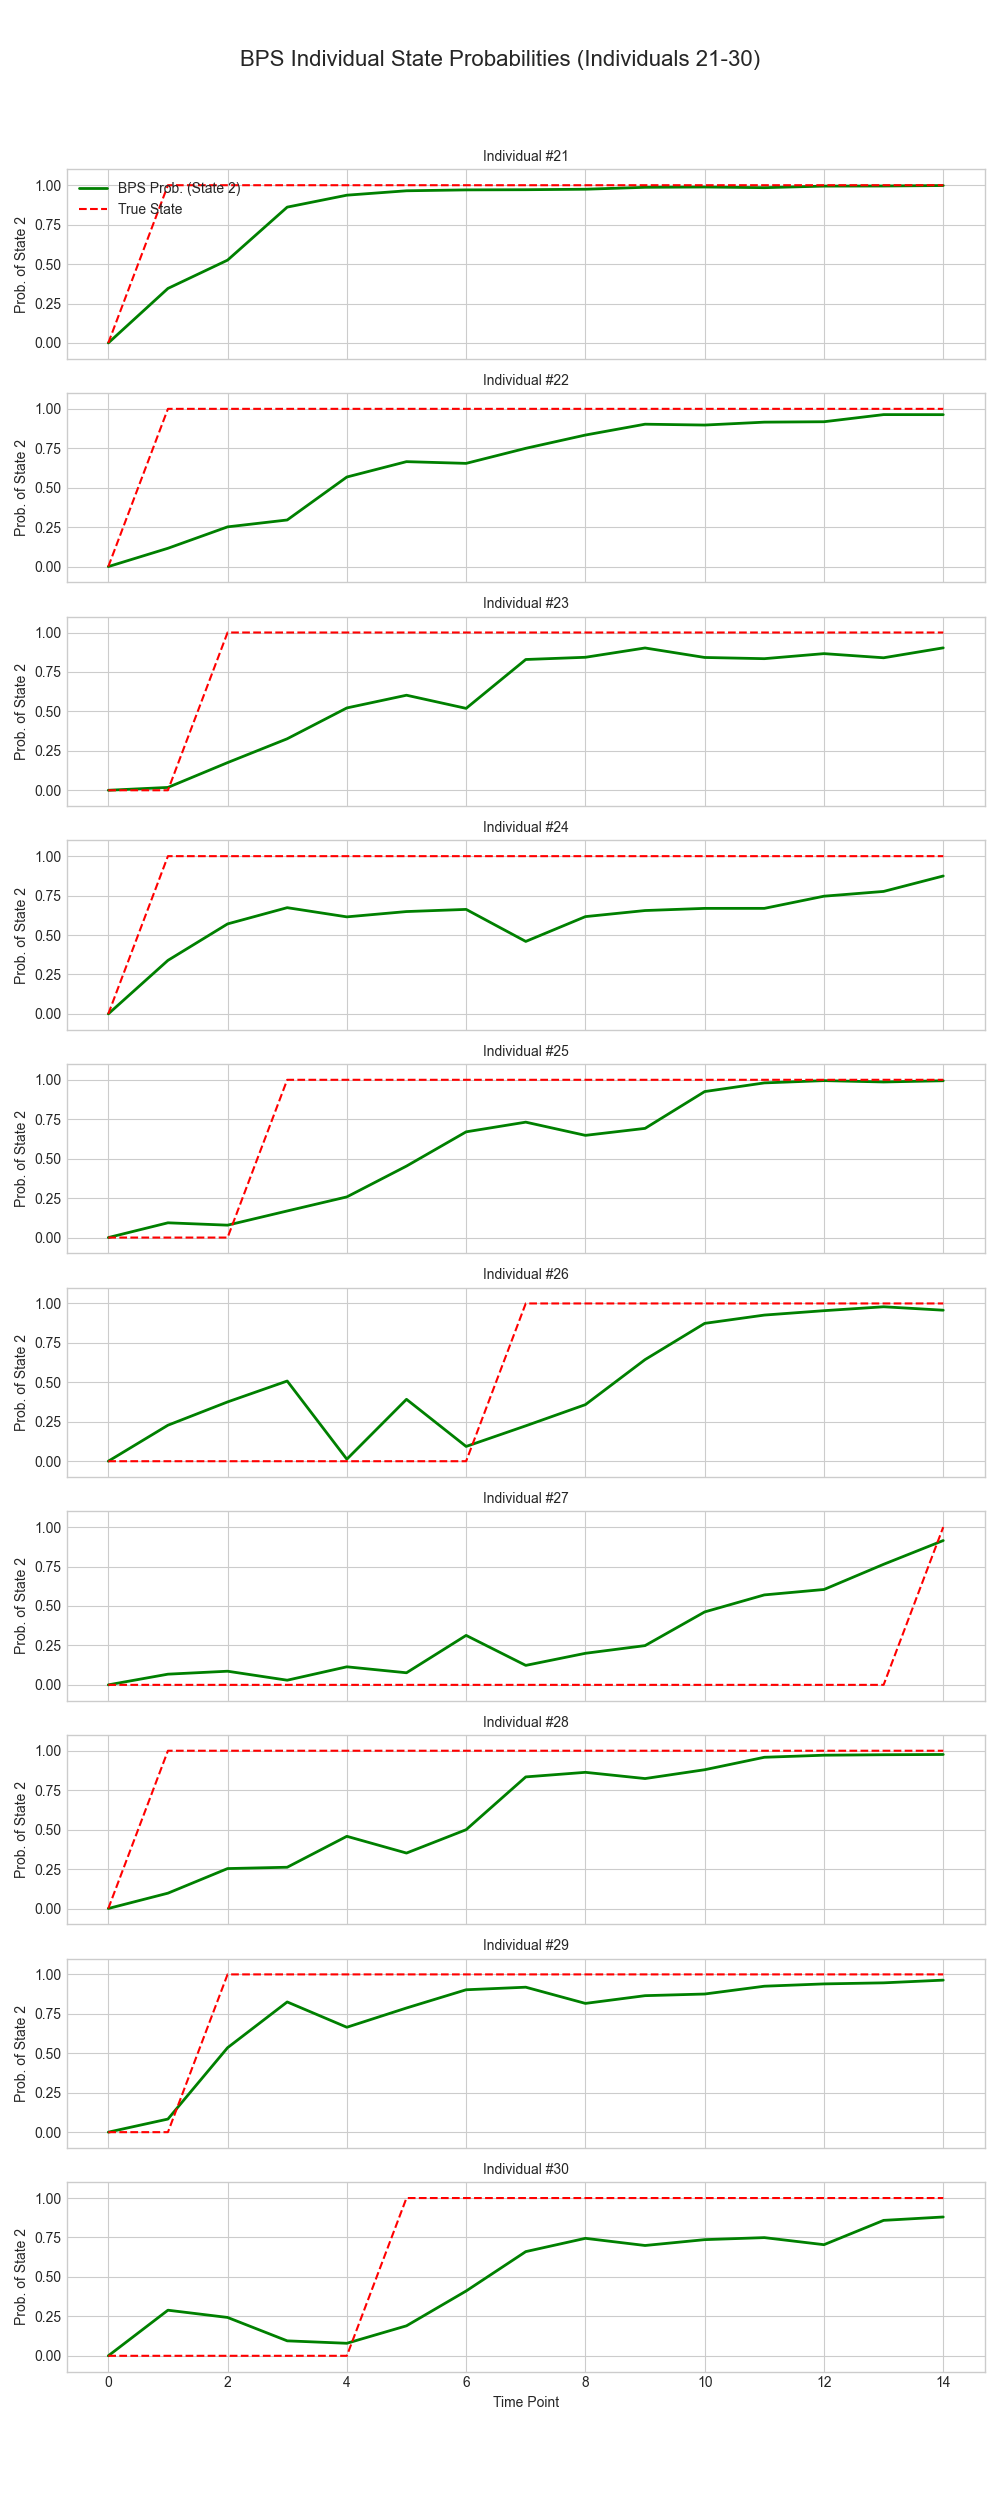 BPS Individual State Probabilities (Individuals 21-30)
Individual #21
BPS Prob. (State 2)
True State
1.00
0.75
0.50
0.25
0.00
Prob. of State 2
Individual #22
1.00
0.75
0.50
0.25
0.00
Prob. of State 2
Individual #23
1.00
0.75
0.50
0.25
0.00
Prob. of State 2
Individual #24
1.00
0.75
0.50
0.25
0.00
Prob. of State 2
Individual #25
1.00
0.75
0.50
0.25
0.00
Prob. of State 2
Individual #26
1.00
0.75
0.50
0.25
0.00
Prob. of State 2
Individual #27
1.00
0.75
0.50
0.25
0.00
Prob. of State 2
Individual #28
1.00
0.75
0.50
0.25
0.00
Prob. of State 2
Individual #29
1.00
0.75
0.50
0.25
0.00
Prob. of State 2
Individual #30
1.00
0.75
0.50
0.25
0.00
Prob. of State 2
0 2 4 6 8 10 12 14
Time Point